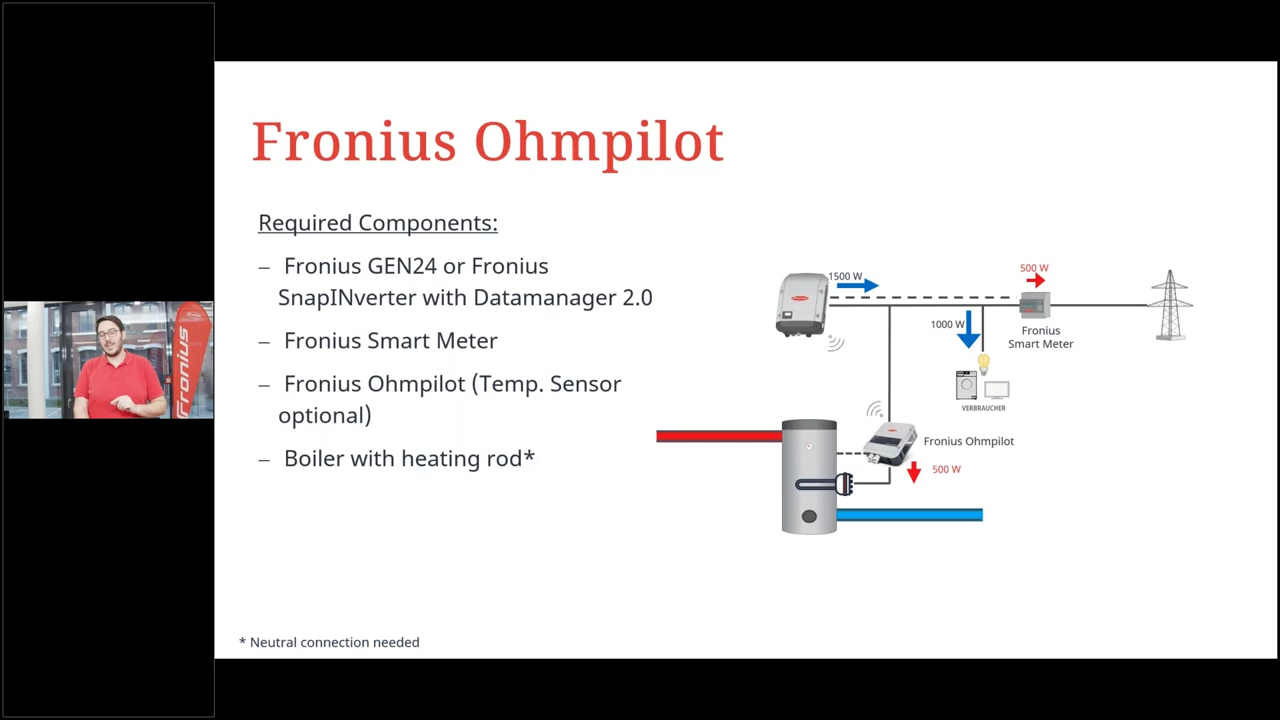 Fronius Ohmpilot
Required Components:
– Fronius GEN24 or Fronius
SnapINverter with Datamanager 2.0
– Fronius Smart Meter
– Fronius Ohmpilot (Temp. Sensor
optional)
– Boiler with heating rod*
* Neutral connection needed
1500 W
500 W
1000 W
Fronius
Smart Meter
VERBRAUCHER
Fronius Ohmpilot
500 W
Fronius